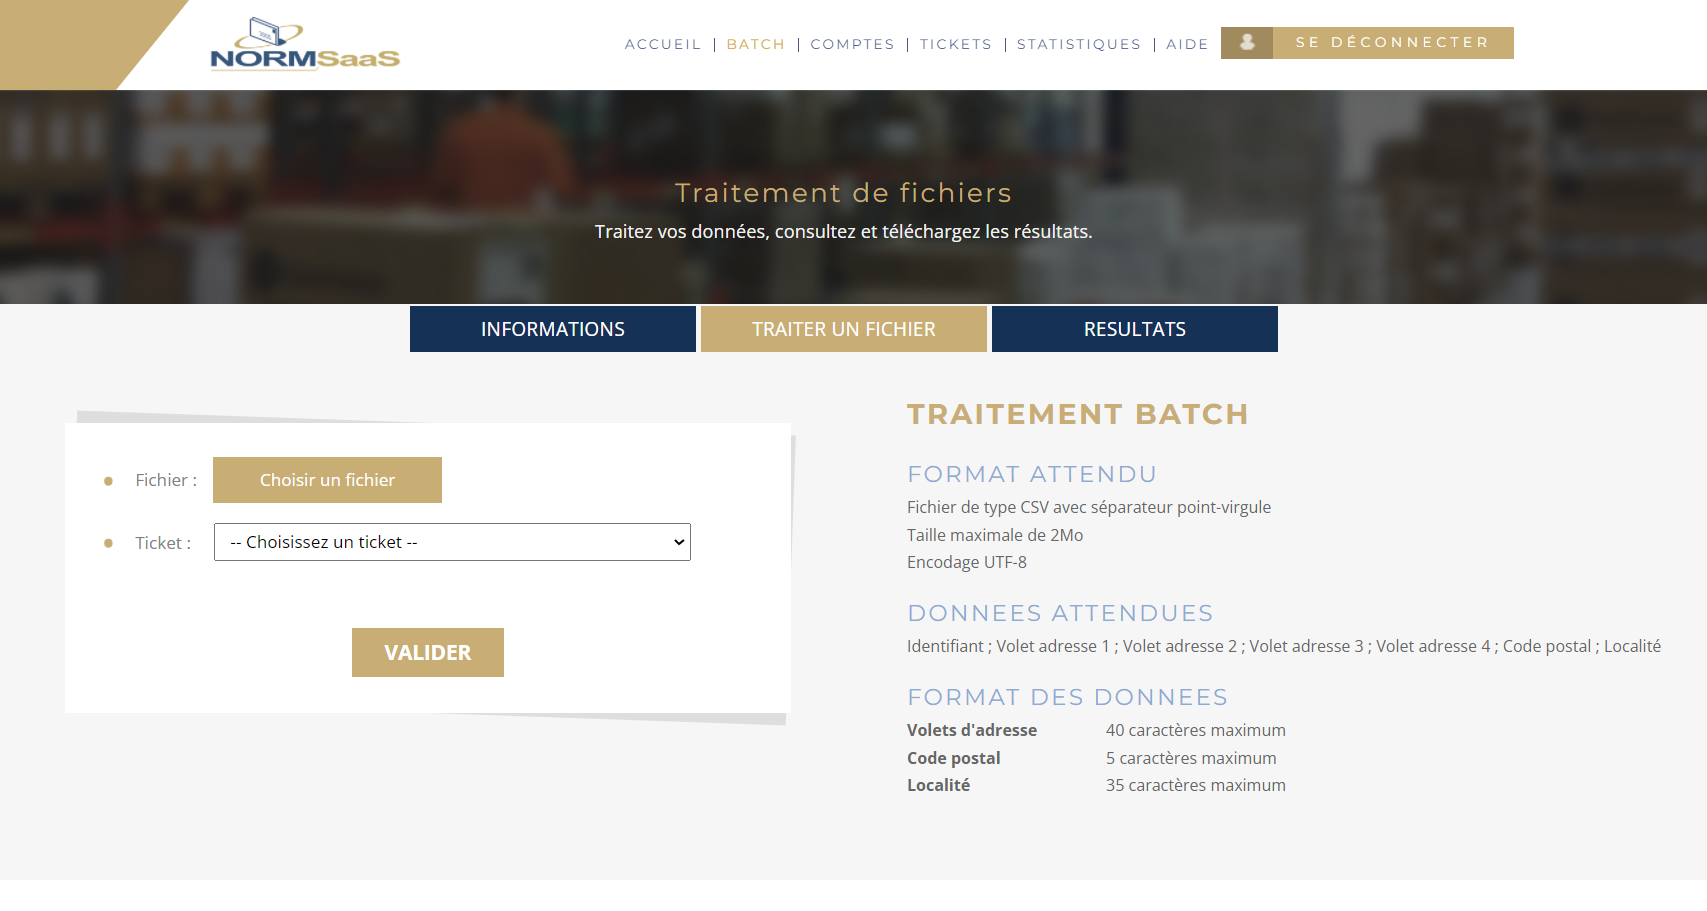 NORMSaaS
ACCUEIL | BATCH | COMPTES | TICKETS | STATISTIQUES | AIDE
SE DÉCONNECTER
Traitement de fichiers
Traitez vos données, consultez et téléchargez les résultats.
INFORMATIONS
TRAITER UN FICHIER
RESULTATS
Fichier :
Choisir un fichier
Ticket :
-- Choisissez un ticket --
VALIDER
TRAITEMENT BATCH
FORMAT ATTENDU
Fichier de type CSV avec séparateur point-virgule
Taille maximale de 2Mo
Encodage UTF-8
DONNEES ATTENDUES
Identifiant ; Volet adresse 1 ; Volet adresse 2 ; Volet adresse 3 ; Volet adresse 4 ; Code postal ; Localité
FORMAT DES DONNEES
Volets d'adresse 40 caractères maximum
Code postal 5 caractères maximum
Localité 35 caractères maximum